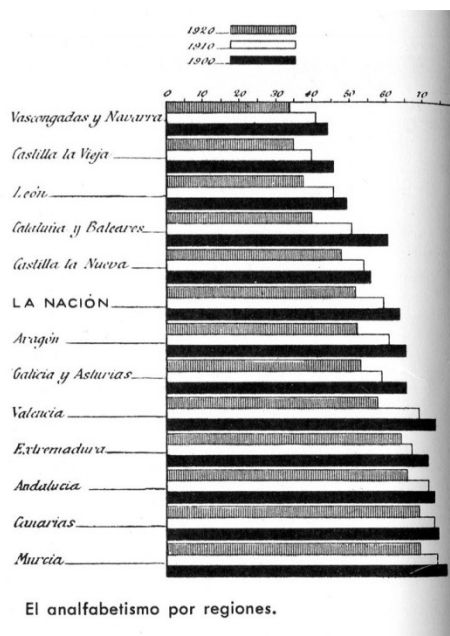 1920
1910
1900
0 10 20 30 40 50 60 70
Vascongadas y Navarra
Castilla la Vieja
León
Cataluña y Baleares
Castilla la Nueva
LA NACIÓN
Aragón
Galicia y Asturias
Valencia
Extremadura
Andalucía
Canarias
Murcia
El analfabetismo por regiones.